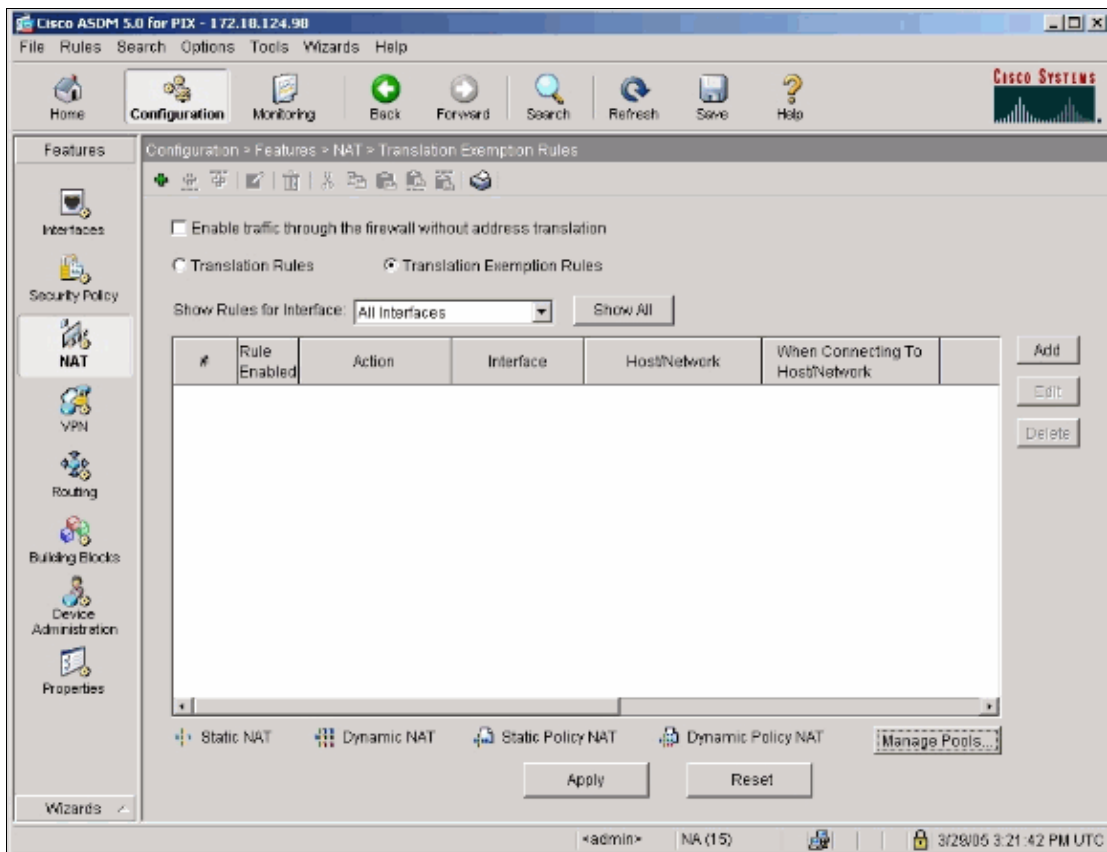 Cisco ASDM 5.0 for PIX - 172.18.124.98
File Rules Search Options Tools Wizards Help
Home Configuration Monitoring Back Forward Search Refresh Save Help
CISCO SYSTEMS
Features
Configuration > Features > NAT > Translation Exemption Rules
Interfaces
Security Policy
NAT
VPN
Routing
Building Blocks
Device
Administration
Properties
Wizards
Enable traffic through the firewall without address translation
Translation Rules Translation Exemption Rules
Show Rules for Interface: All Interfaces Show All
# Rule Enabled Action Interface Host/Network When Connecting To Host/Network
Add
Edit
Delete
Static NAT Dynamic NAT Static Policy NAT Dynamic Policy NAT Manage Pools...
Apply Reset
<admin> NA (15) 3/29/05 3:21:42 PM UTC